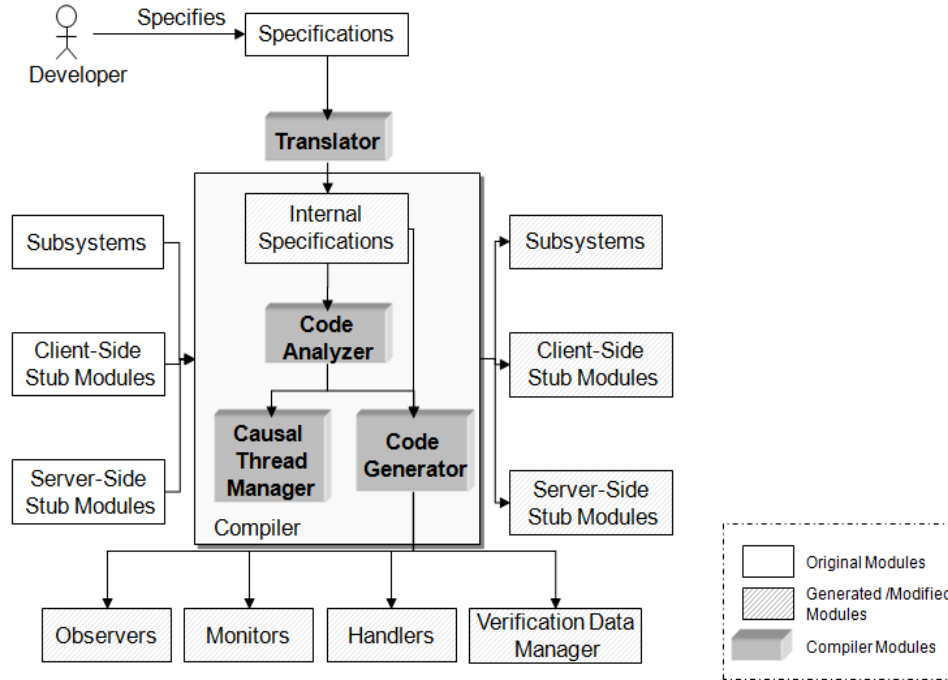 Specifies
Specifications
Developer
Translator
Internal
Specifications
Subsystems
Subsystems
Code
Analyzer
Client-Side
Stub Modules
Client-Side
Stub Modules
Causal
Thread
Manager
Code
Generator
Server-Side
Stub Modules
Server-Side
Stub Modules
Compiler
Original Modules
Generated /Modified
Modules
Compiler Modules
Observers
Monitors
Handlers
Verification Data
Manager